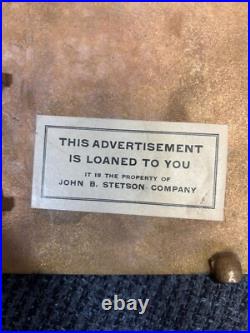 THIS ADVERTISEMENT
IS LOANED TO YOU
IT IS THE PROPERTY OF
JOHN B. STETSON COMPANY